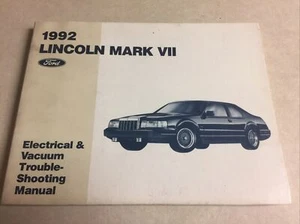 1992
LINCOLN MARK VII
Ford
Electrical &
Vacuum
Trouble-
Shooting
Manual